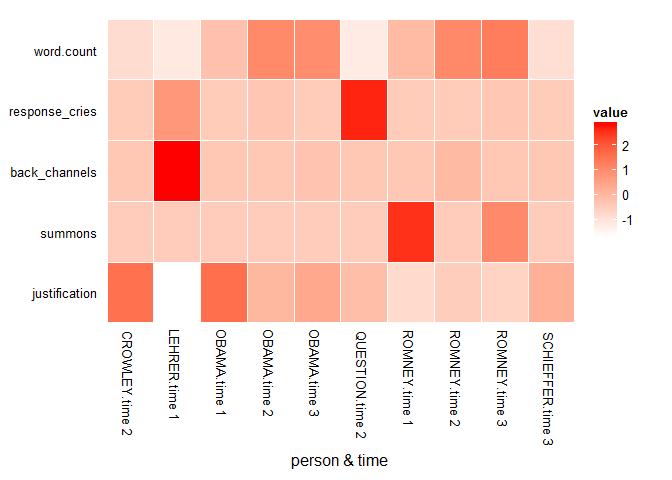 word.count
response_cries
back_channels
summons
justification
CROWLEY.time 2
LEHRER.time 1
OBAMA.time 1
OBAMA.time 2
OBAMA.time 3
QUESTION.time 2
ROMNEY.time 1
ROMNEY.time 2
ROMNEY.time 3
SCHIEFFER.time 3
person & time
value
2
1
0
-1